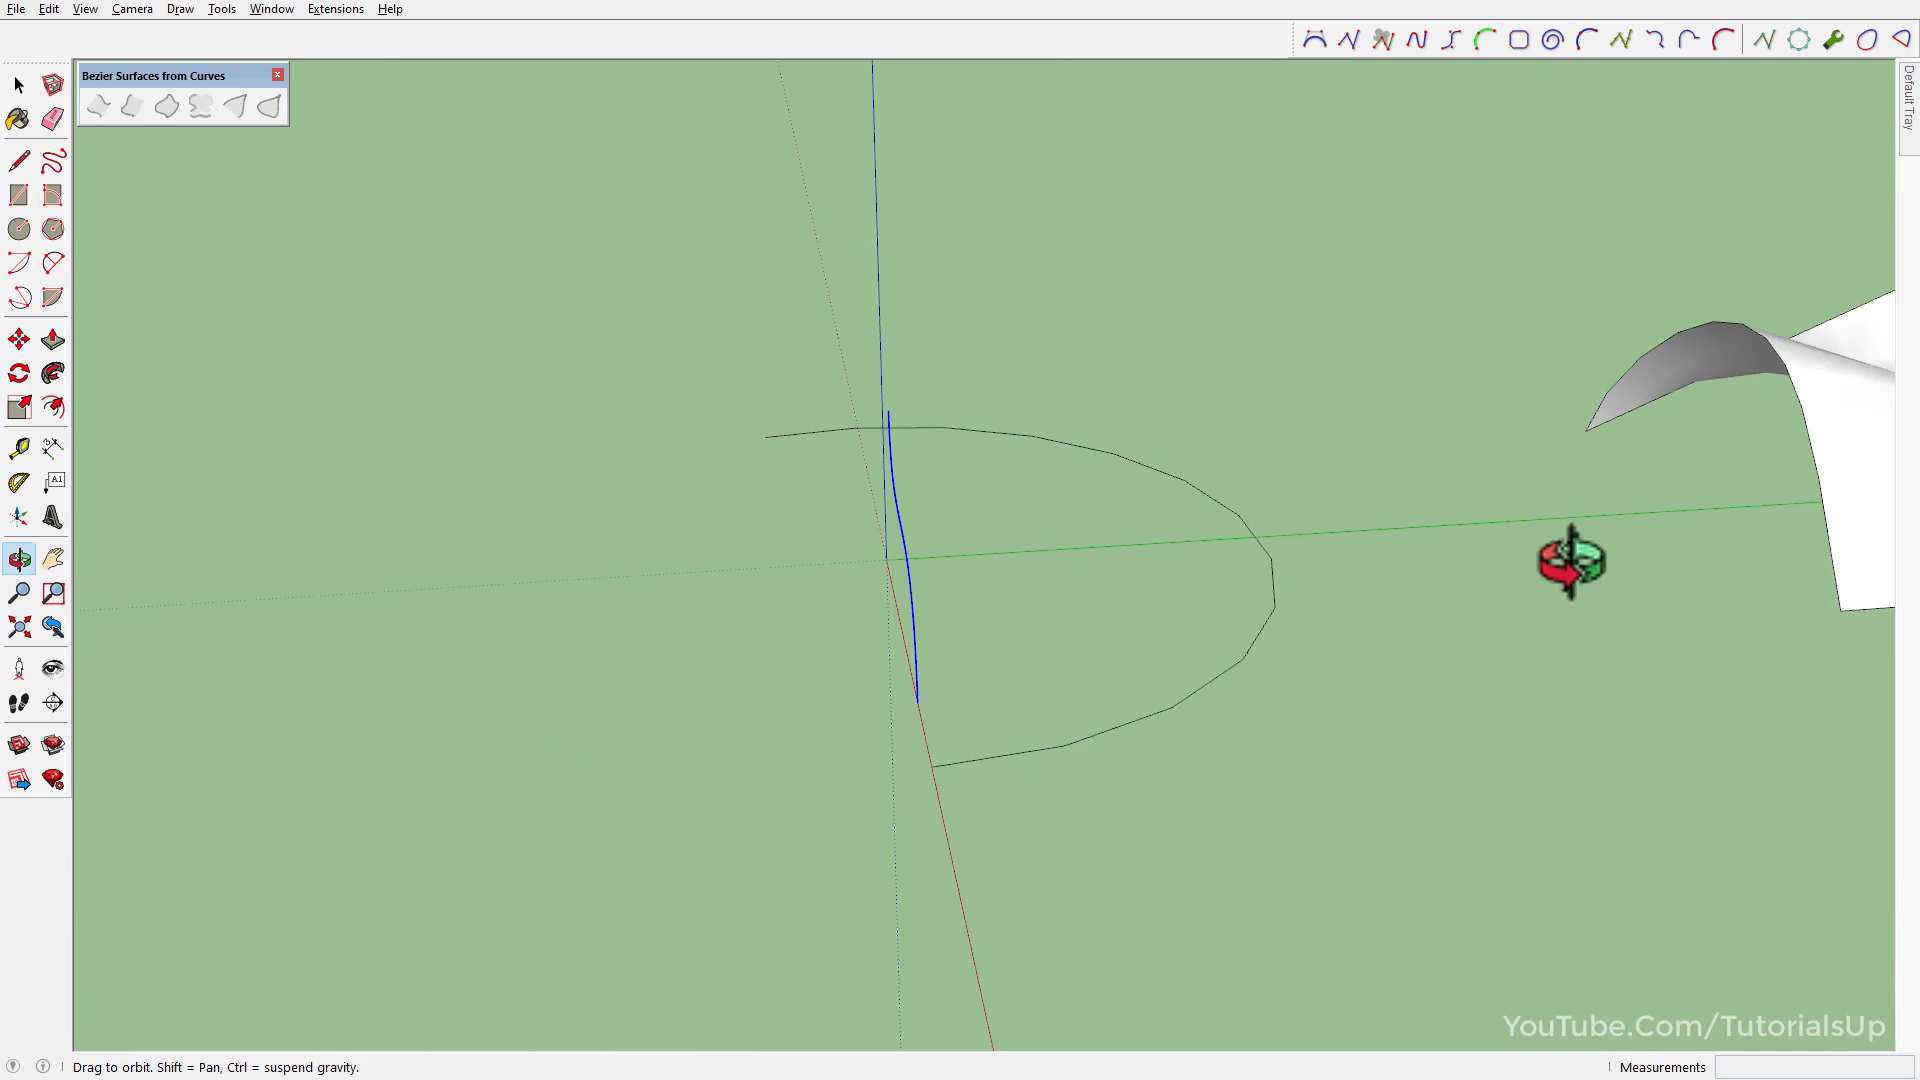 File Edit View Camera Draw Tools Window Extensions Help
Bezier Surfaces from Curves
Default Tray
A1
YouTube.Com/TutorialsUp
Drag to orbit. Shift = Pan, Ctrl = suspend gravity.
Measurements